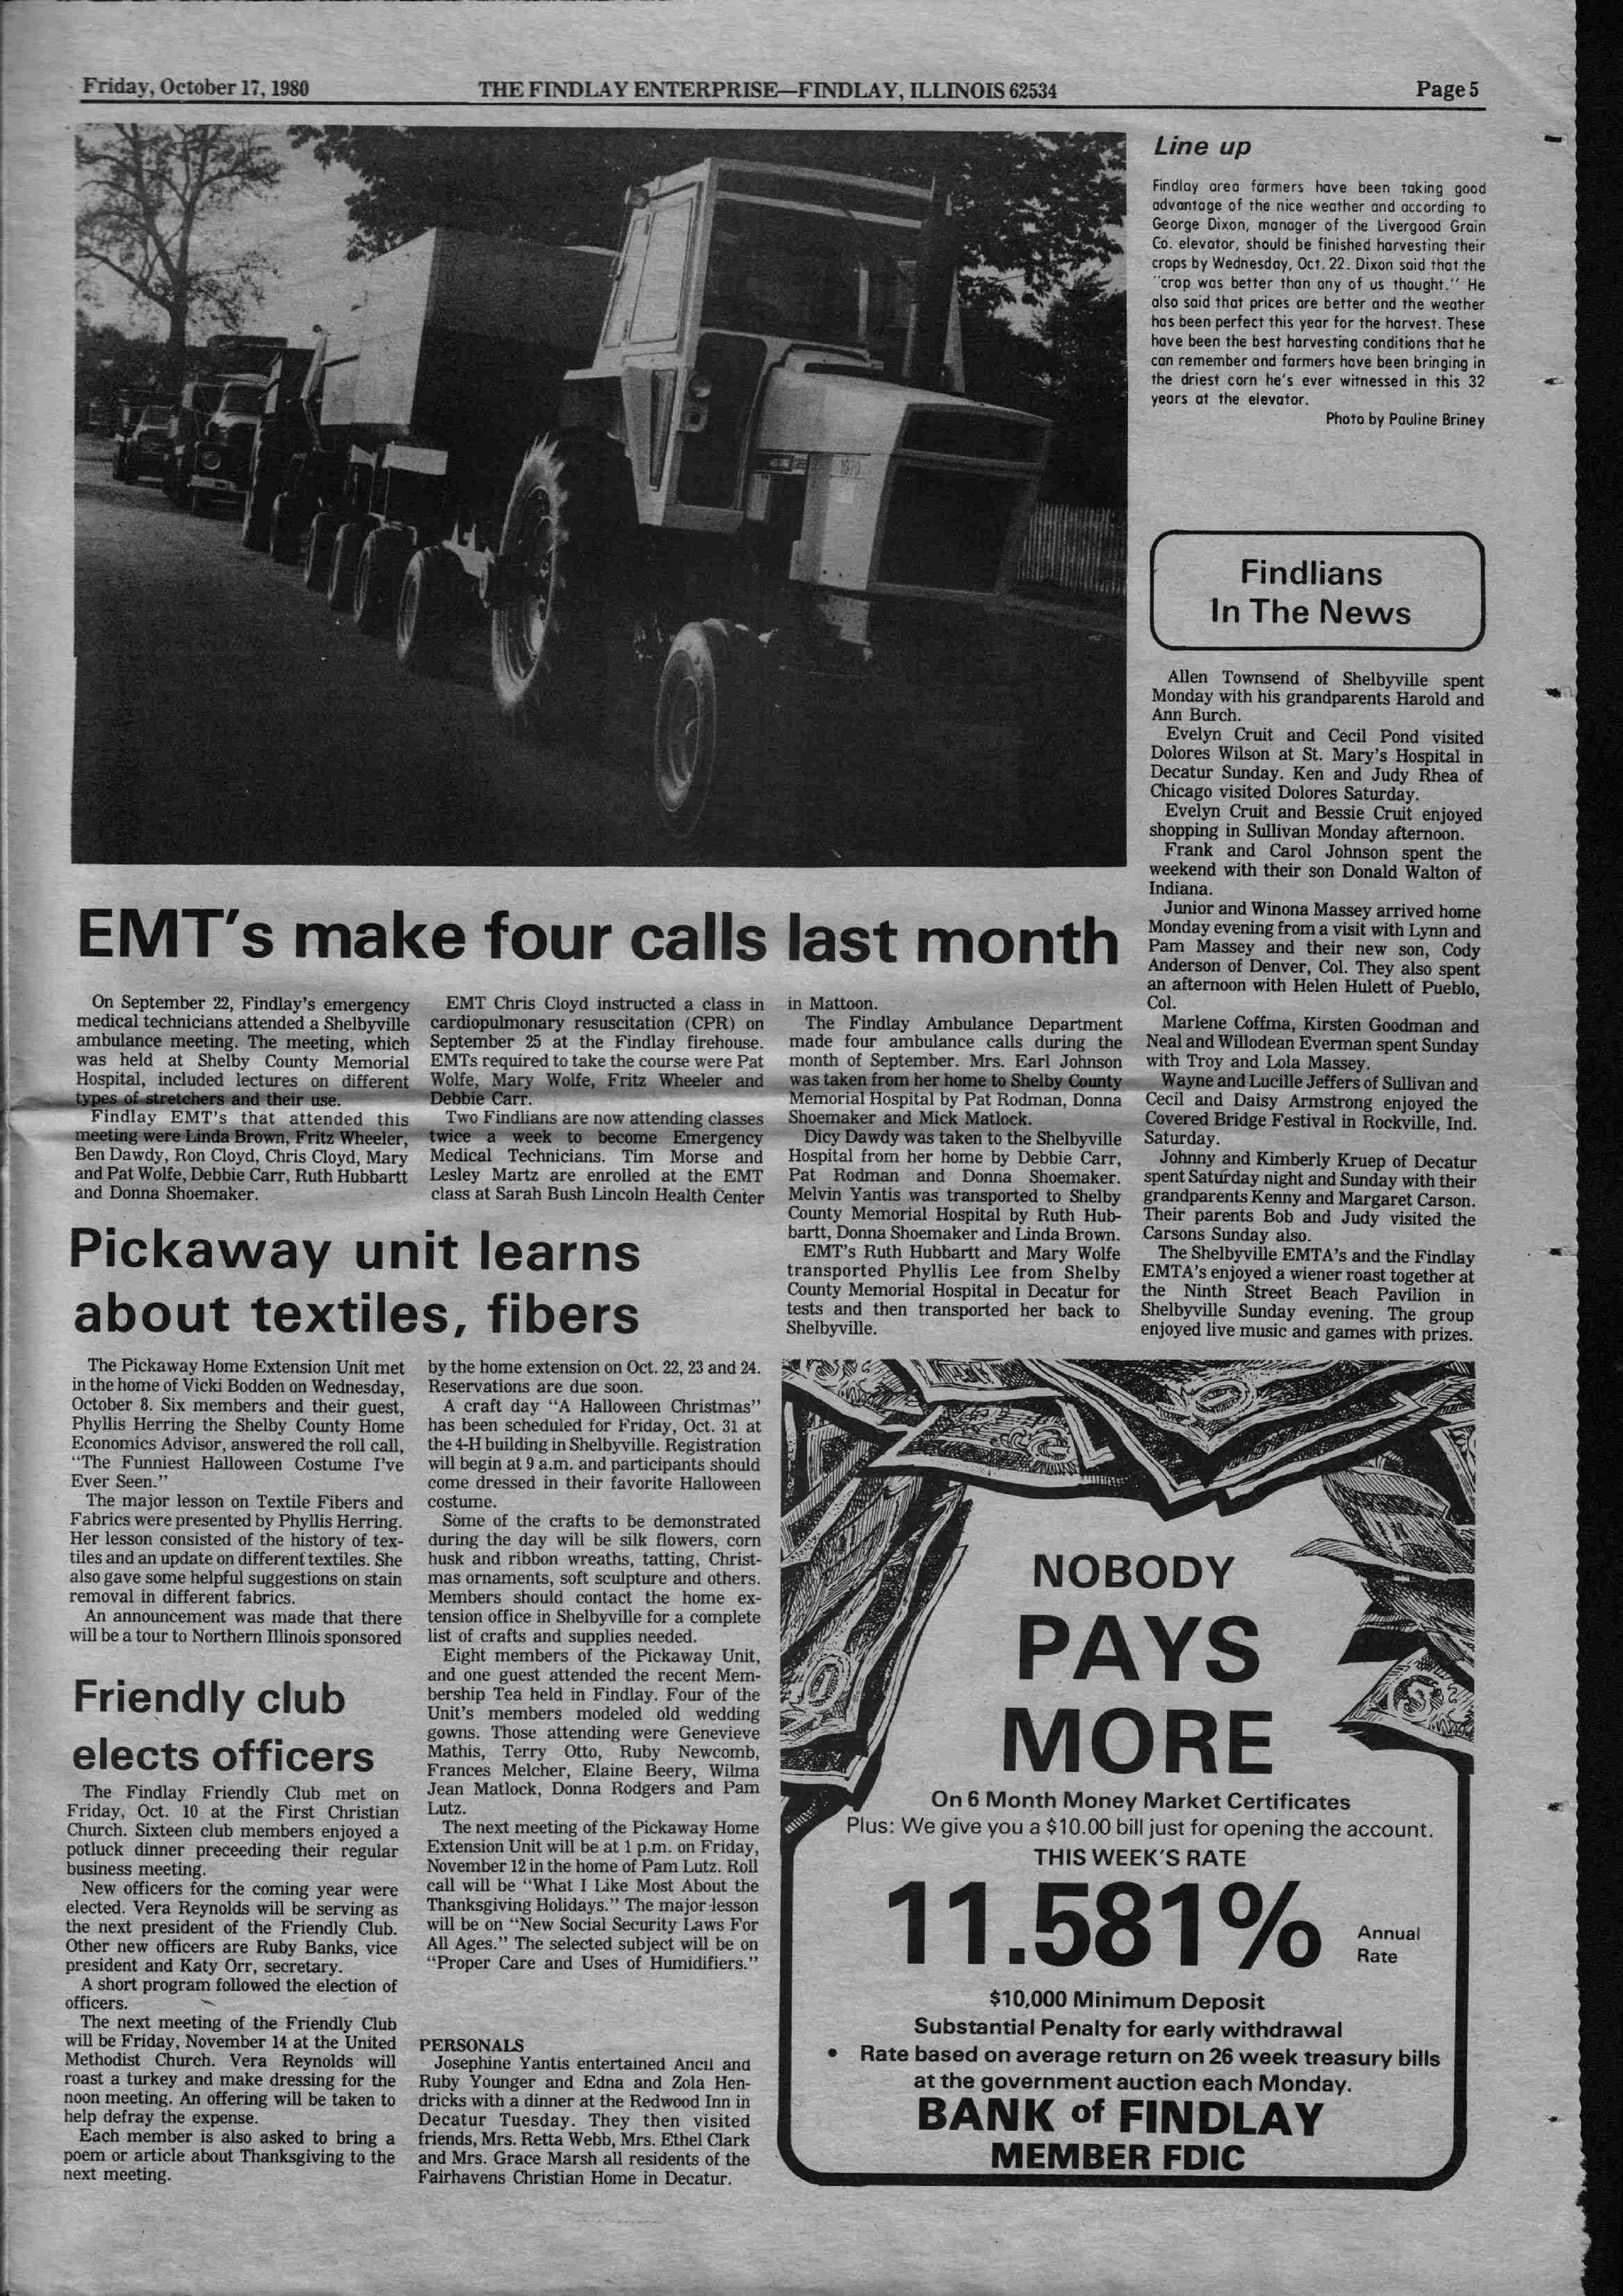 Friday, October 17, 1980
THE FINDLAY ENTERPRISE—FINDLAY, ILLINOIS 62534
Page 5
Line up
Findlay area farmers have been taking good
advantage of the nice weather and according to
George Dixon, manager of the Livergood Grain
Co. elevator, should be finished harvesting their
crops by Wednesday, Oct. 22. Dixon said that the
"crop was better than any of us thought." He
also said that prices are better and the weather
has been perfect this year for the harvest. These
have been the best harvesting conditions that he
can remember and farmers have been bringing in
the driest corn he's ever witnessed in this 32
years at the elevator.
Photo by Pauline Briney
Findlians
In The News
Allen Townsend of Shelbyville spent
Monday with his grandparents Harold and
Ann Burch.
Evelyn Cruit and Cecil Pond visited
Dolores Wilson at St. Mary's Hospital in
Decatur Sunday. Ken and Judy Rhea of
Chicago visited Dolores Saturday.
Evelyn Cruit and Bessie Cruit enjoyed
shopping in Sullivan Monday afternoon.
Frank and Carol Johnson spent the
weekend with their son Donald Walton of
Indiana.
Junior and Winona Massey arrived home
Monday evening from a visit with Lynn and
Pam Massey and their new son, Cody
Anderson of Denver, Col. They also spent
an afternoon with Helen Hulett of Pueblo,
Col.
Marlene Coffma, Kirsten Goodman and
Neal and Willodean Everman spent Sunday
with Troy and Lola Massey.
Wayne and Lucille Jeffers of Sullivan and
Cecil and Daisy Armstrong enjoyed the
Covered Bridge Festival in Rockville, Ind.
Saturday.
Johnny and Kimberly Kruep of Decatur
spent Saturday night and Sunday with their
grandparents Kenny and Margaret Carson.
Their parents Bob and Judy visited the
Carsons Sunday also.
The Shelbyville EMTA's and the Findlay
EMTA's enjoyed a wiener roast together at
the Ninth Street Beach Pavilion in
Shelbyville Sunday evening. The group
enjoyed live music and games with prizes.
EMT's make four calls last month
On September 22, Findlay's emergency
medical technicians attended a Shelbyville
ambulance meeting. The meeting, which
was held at Shelby County Memorial
Hospital, included lectures on different
types of stretchers and their use.
Findlay EMT's that attended this
meeting were Linda Brown, Fritz Wheeler,
Ben Dawdy, Ron Cloyd, Chris Cloyd, Mary
and Pat Wolfe, Debbie Carr, Ruth Hubbartt
and Donna Shoemaker.
EMT Chris Cloyd instructed a class in
cardiopulmonary resuscitation (CPR) on
September 25 at the Findlay firehouse.
EMTs required to take the course were Pat
Wolfe, Mary Wolfe, Fritz Wheeler and
Debbie Carr.
Two Findlians are now attending classes
twice a week to become Emergency
Medical Technicians. Tim Morse and
Lesley Martz are enrolled at the EMT
class at Sarah Bush Lincoln Health Center
in Mattoon.
The Findlay Ambulance Department
made four ambulance calls during the
month of September. Mrs. Earl Johnson
was taken from her home to Shelby County
Memorial Hospital by Pat Rodman, Donna
Shoemaker and Mick Matlock.
Dicy Dawdy was taken to the Shelbyville
Hospital from her home by Debbie Carr,
Pat Rodman and Donna Shoemaker.
Melvin Yantis was transported to Shelby
County Memorial Hospital by Ruth Hub-
bartt, Donna Shoemaker and Linda Brown.
EMT's Ruth Hubbartt and Mary Wolfe
transported Phyllis Lee from Shelby
County Memorial Hospital in Decatur for
tests and then transported her back to
Shelbyville.
Pickaway unit learns
about textiles, fibers
The Pickaway Home Extension Unit met
in the home of Vicki Bodden on Wednesday,
October 8. Six members and their guest,
Phyllis Herring the Shelby County Home
Economics Advisor, answered the roll call,
"The Funniest Halloween Costume I've
Ever Seen."
The major lesson on Textile Fibers and
Fabrics were presented by Phyllis Herring.
Her lesson consisted of the history of tex-
tiles and an update on different textiles. She
also gave some helpful suggestions on stain
removal in different fabrics.
An announcement was made that there
will be a tour to Northern Illinois sponsored
by the home extension on Oct. 22, 23 and 24.
Reservations are due soon.
A craft day "A Halloween Christmas"
has been scheduled for Friday, Oct. 31 at
the 4-H building in Shelbyville. Registration
will begin at 9 a.m. and participants should
come dressed in their favorite Halloween
costume.
Some of the crafts to be demonstrated
during the day will be silk flowers, corn
husk and ribbon wreaths, tatting, Christ-
mas ornaments, soft sculpture and others.
Members should contact the home ex-
tension office in Shelbyville for a complete
list of crafts and supplies needed.
Eight members of the Pickaway Unit,
and one guest attended the recent Mem-
bership Tea held in Findlay. Four of the
Unit's members modeled old wedding
gowns. Those attending were Genevieve
Mathis, Terry Otto, Ruby Newcomb,
Frances Melcher, Elaine Beery, Wilma
Jean Matlock, Donna Rodgers and Pam
Lutz.
The next meeting of the Pickaway Home
Extension Unit will be at 1 p.m. on Friday,
November 12 in the home of Pam Lutz. Roll
call will be "What I Like Most About the
Thanksgiving Holidays." The major lesson
will be on "New Social Security Laws For
All Ages." The selected subject will be on
"Proper Care and Uses of Humidifiers."
Friendly club
elects officers
The Findlay Friendly Club met on
Friday, Oct. 10 at the First Christian
Church. Sixteen club members enjoyed a
potluck dinner preceeding their regular
business meeting.
New officers for the coming year were
elected. Vera Reynolds will be serving as
the next president of the Friendly Club.
Other new officers are Ruby Banks, vice
president and Katy Orr, secretary.
A short program followed the election of
officers.
The next meeting of the Friendly Club
will be Friday, November 14 at the United
Methodist Church. Vera Reynolds will
roast a turkey and make dressing for the
noon meeting. An offering will be taken to
help defray the expense.
Each member is also asked to bring a
poem or article about Thanksgiving to the
next meeting.
PERSONALS
Josephine Yantis entertained Ancil and
Ruby Younger and Edna and Zola Hen-
dricks with a dinner at the Redwood Inn in
Decatur Tuesday. They then visited
friends, Mrs. Retta Webb, Mrs. Ethel Clark
and Mrs. Grace Marsh all residents of the
Fairhavens Christian Home in Decatur.
NOBODY
PAYS
MORE
On 6 Month Money Market Certificates
Plus: We give you a $10.00 bill just for opening the account.
THIS WEEK'S RATE
11.581% Annual
Rate
$10,000 Minimum Deposit
Substantial Penalty for early withdrawal
• Rate based on average return on 26 week treasury bills
at the government auction each Monday.
BANK of FINDLAY
MEMBER FDIC